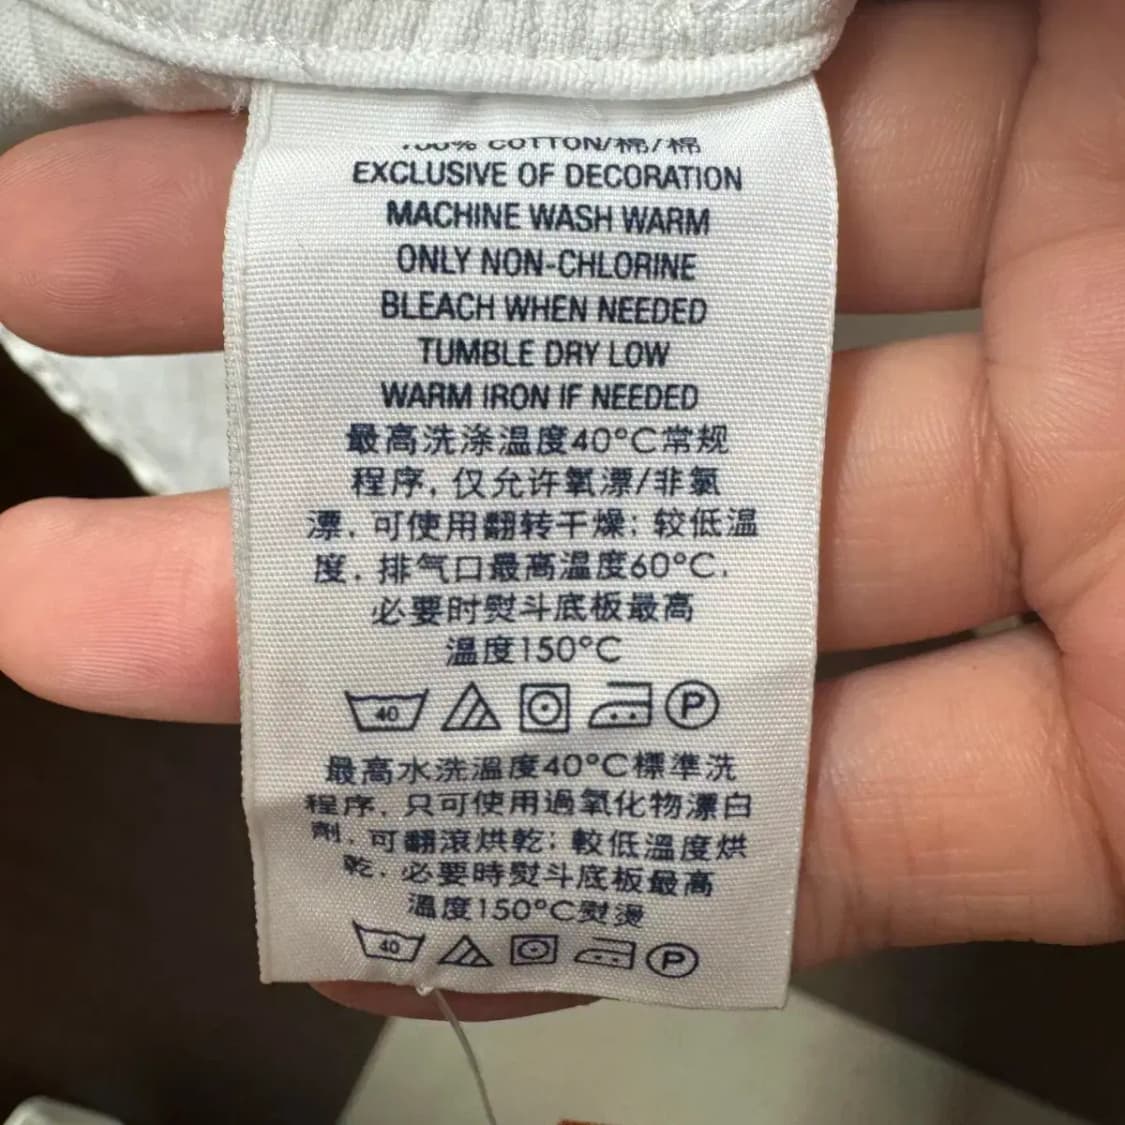 100% COTTON/棉/棉
EXCLUSIVE OF DECORATION
MACHINE WASH WARM
ONLY NON-CHLORINE
BLEACH WHEN NEEDED
TUMBLE DRY LOW
WARM IRON IF NEEDED
最高洗涤温度40°C常规
程序, 仅允许氧漂/非氯
漂, 可使用翻转干燥; 较低温
度, 排气口最高温度60°C,
必要时熨斗底板最高
温度150°C
40 P
最高水洗溫度40°C標準洗
程序, 只可使用過氧化物漂白
劑, 可翻滾烘乾; 較低溫度烘
乾, 必要時熨斗底板最高
溫度150°C熨燙
40 P